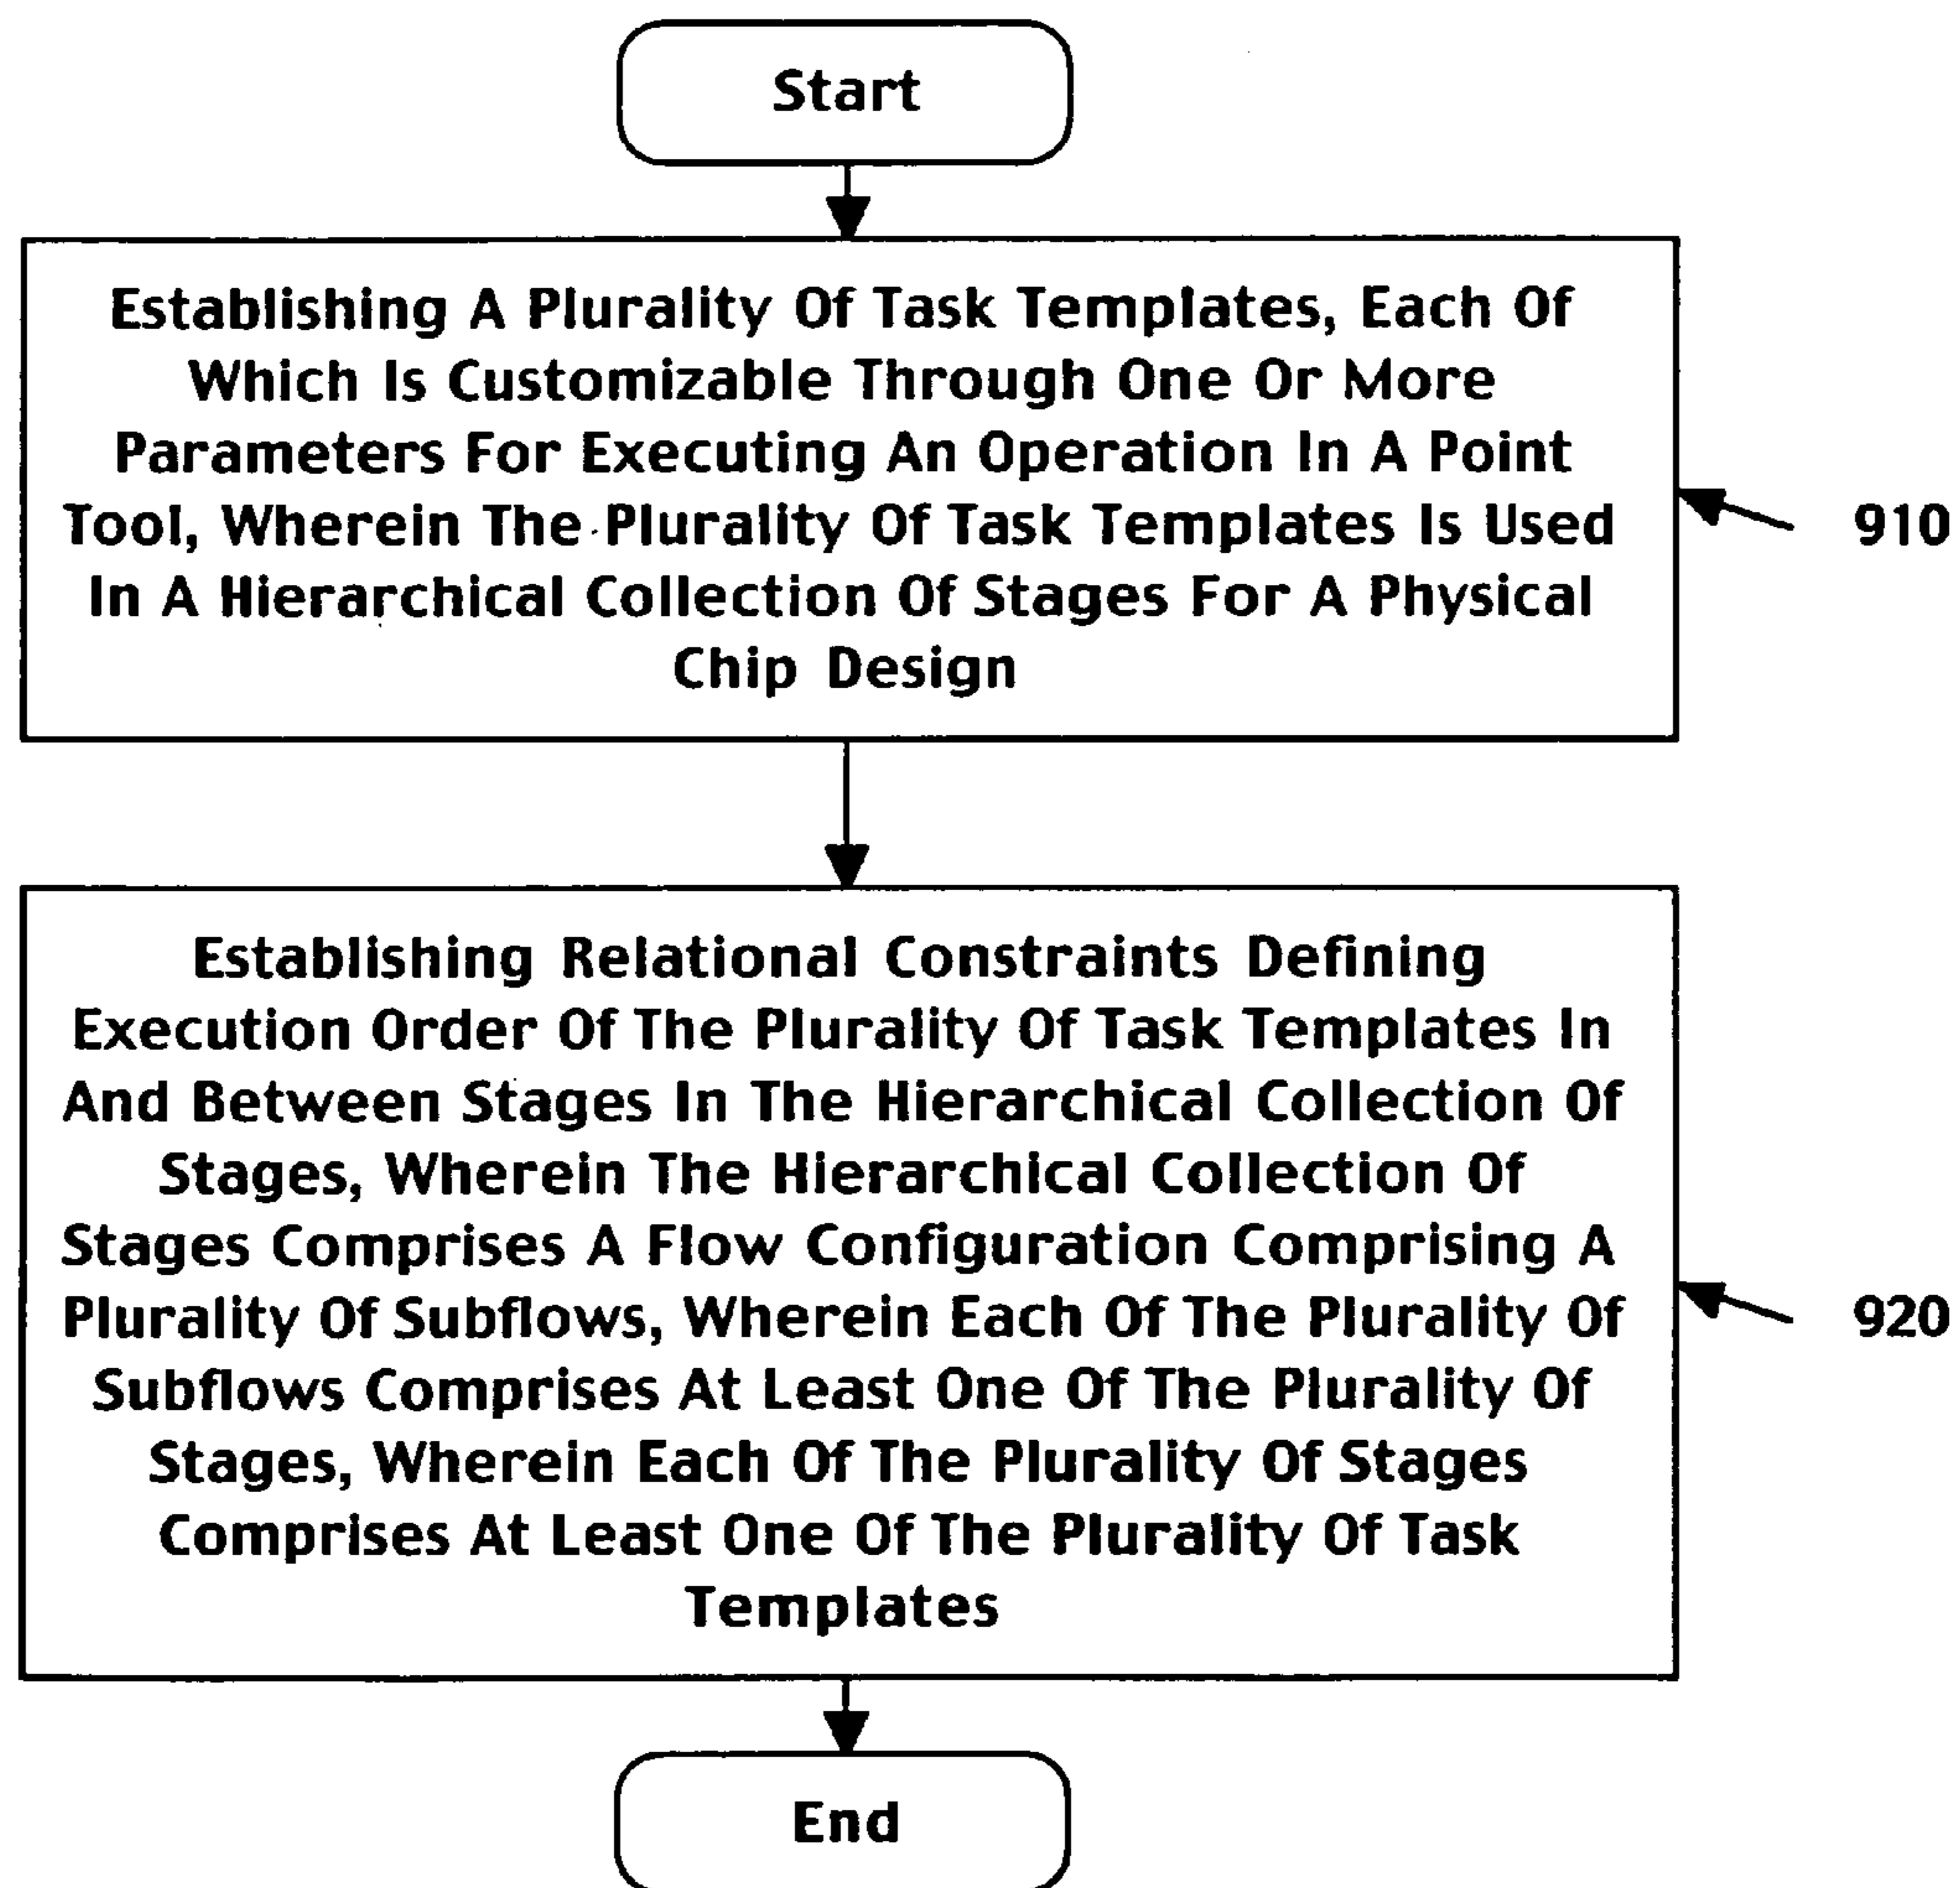 Start
Establishing A Plurality Of Task Templates, Each Of
Which Is Customizable Through One Or More
Parameters For Executing An Operation In A Point
Tool, Wherein The Plurality Of Task Templates Is Used
In A Hierarchical Collection Of Stages For A Physical
Chip Design
910
Establishing Relational Constraints Defining
Execution Order Of The Plurality Of Task Templates In
And Between Stages In The Hierarchical Collection Of
Stages, Wherein The Hierarchical Collection Of
Stages Comprises A Flow Configuration Comprising A
Plurality Of Subflows, Wherein Each Of The Plurality Of
Subflows Comprises At Least One Of The Plurality Of
Stages, Wherein Each Of The Plurality Of Stages
Comprises At Least One Of The Plurality Of Task
Templates
920
End